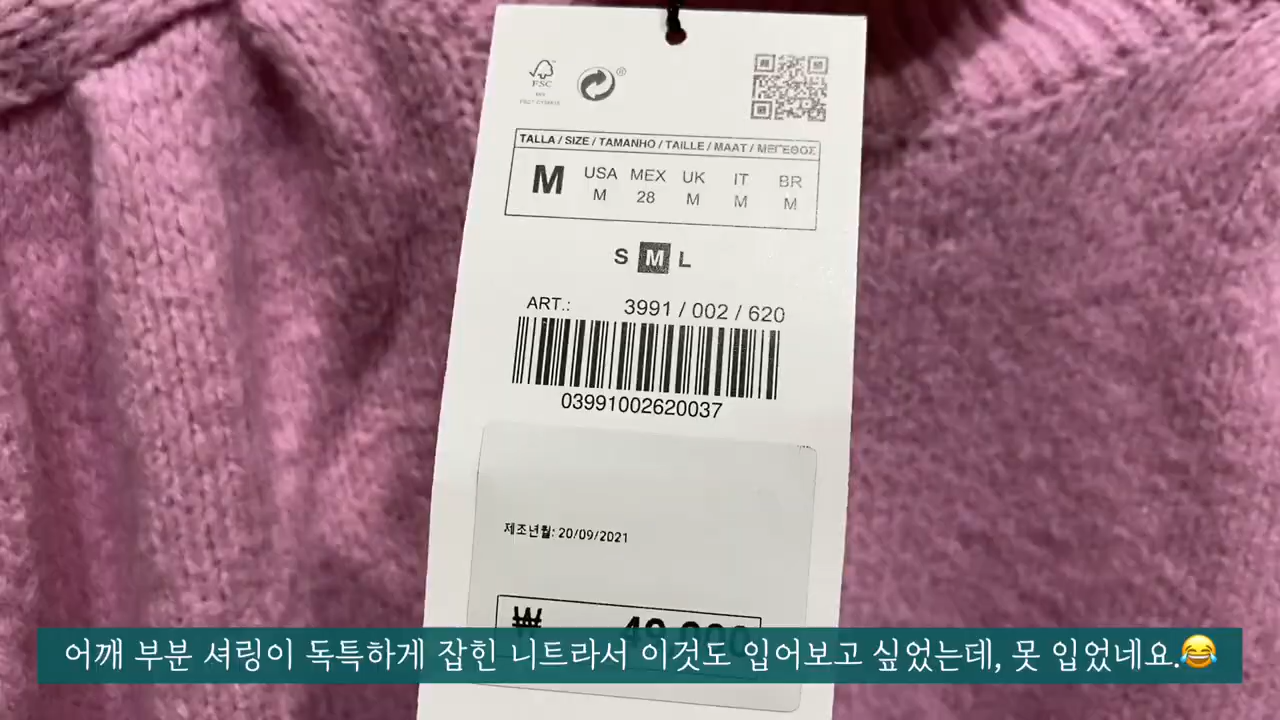 FSC
®
TALLA / SIZE / TAMANHO / TAILLE / MAAT / ΜΕΓΕΘΟΣ
M USA MEX UK IT BR
M 28 M M M
S M L
ART.: 3991 / 002 / 620
03991002620037
제조년월: 20/09/2021
₩
어깨 부분 셔링이 독특하게 잡힌 니트라서 이것도 입어보고 싶었는데, 못 입었네요.😂